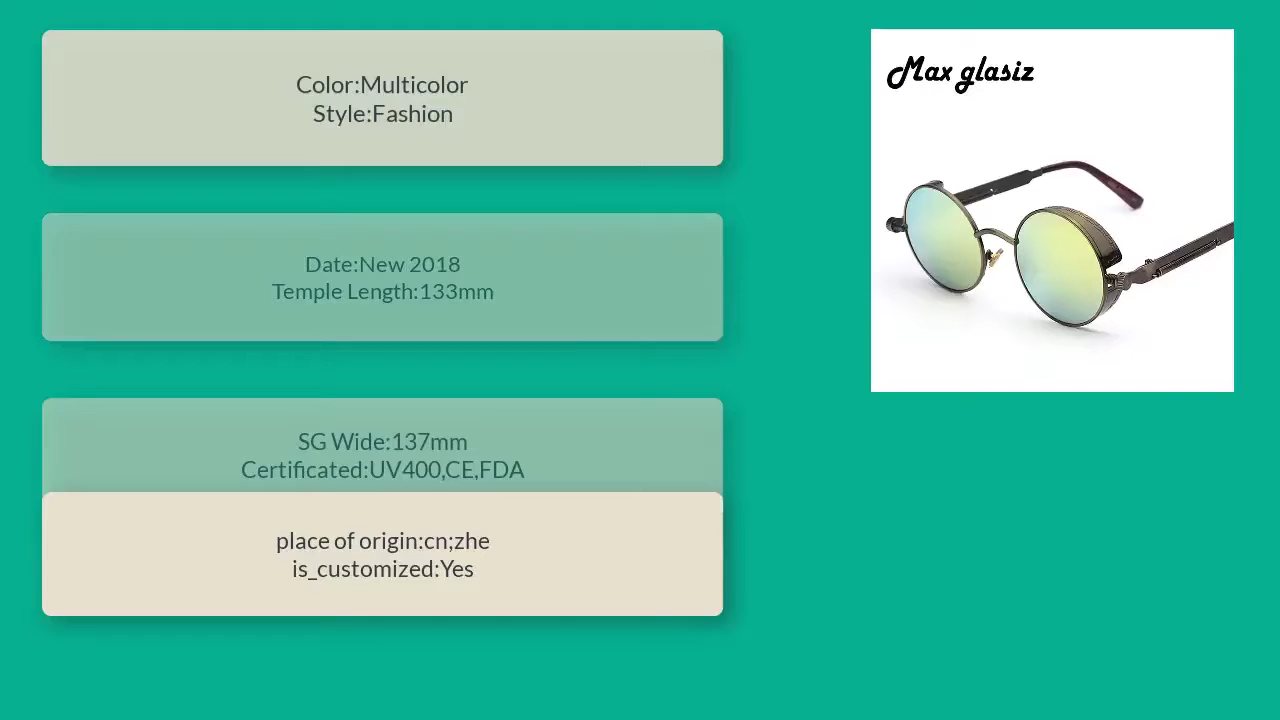 Color:Multicolor
Style:Fashion
Date:New 2018
Temple Length:133mm
SG Wide:137mm
Certificated:UV400,CE,FDA
place of origin:cn;zhe
is_customized:Yes
Max glasiz